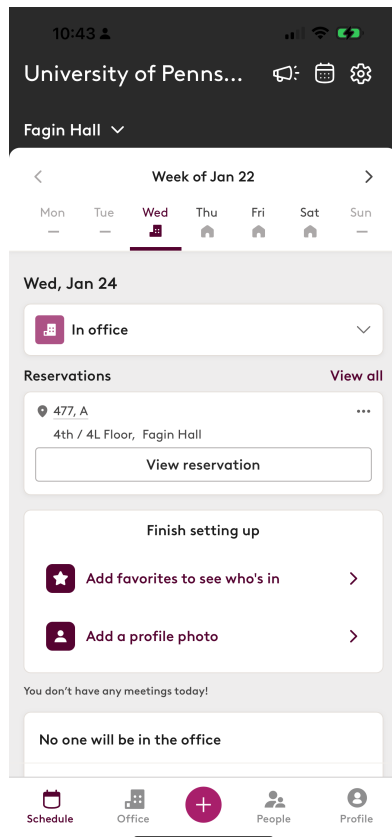 10:43
University of Penns...
Fagin Hall
Week of Jan 22
Mon Tue Wed Thu Fri Sat Sun
Wed, Jan 24
In office
Reservations View all
477, A
4th / 4L Floor, Fagin Hall
View reservation
Finish setting up
Add favorites to see who's in
Add a profile photo
You don't have any meetings today!
No one will be in the office
Schedule Office People Profile